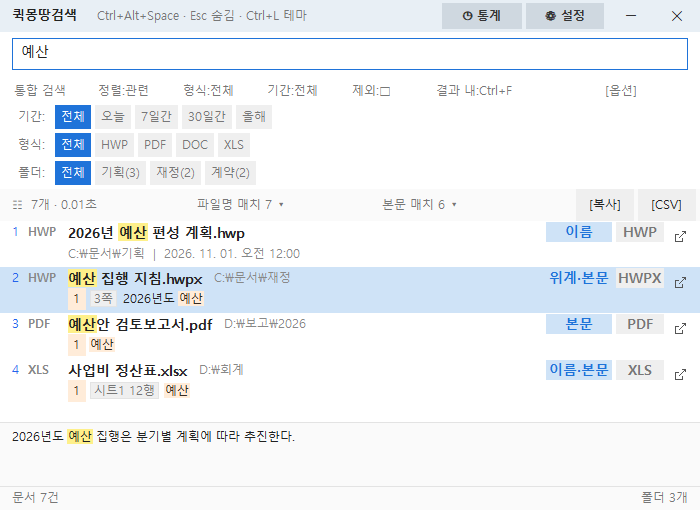 퀵몽땅검색 Ctrl+Alt+Space · Esc 숨김 · Ctrl+L 테마 통계 설정
예산
통합 검색 정렬:관련 형식:전체 기간:전체 제외:□ 결과 내:Ctrl+F [옵션]
기간: 전체 오늘 7일간 30일간 올해
형식: 전체 HWP PDF DOC XLS
폴더: 전체 기획(3) 재정(2) 계약(2)
7개 · 0.01초 파일명 매치 7 ▾ 본문 매치 6 ▾ [복사] [CSV]
1 HWP 2026년 예산 편성 계획.hwp 이름 HWP
C:₩문서₩기획 | 2026. 11. 01. 오전 12:00
2 HWP 예산 집행 지침.hwpx C:₩문서₩재정 위계·본문 HWPX
1 3쪽 2026년도 예산
3 PDF 예산안 검토보고서.pdf D:₩보고₩2026 본문 PDF
1 예산
4 XLS 사업비 정산표.xlsx D:₩회계 이름·본문 XLS
1 시트1 12행 예산
2026년도 예산 집행은 분기별 계획에 따라 추진한다.
문서 7건 폴더 3개